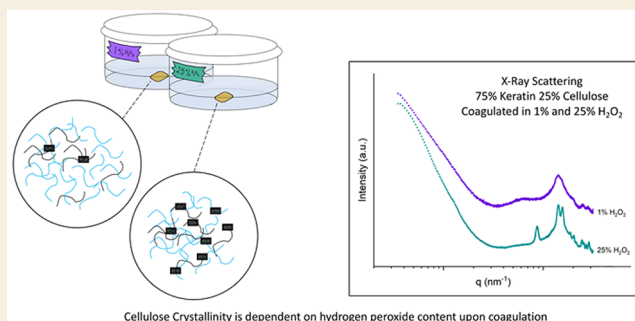 1% H₂O₂
25% H₂O₂
X-Ray Scattering
75% Keratin 25% Cellulose
Coagulated in 1% and 25% H₂O₂
Intensity (a.u.)
1% H₂O₂
25% H₂O₂
q (nm⁻¹)
Cellulose Crystallinity is dependent on hydrogen peroxide content upon coagulation